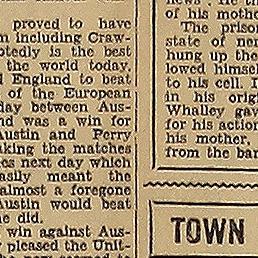 proved to have
n including Craw-
otedly is the best
the world today,
d England to beat
of the European
day between Aus-
nd was a win for
Austin and Perry
aking the matches
es next day which
asily meant the
almost a foregone
Austin would beat
e did.
win against Aus-
pleased the Unit-
of his mothe
The prison
state of ner
hung up the
lowed himsel
to his cell. I
in his orig
Whalley gav
for his action
his mother,
from the bar
TOWN